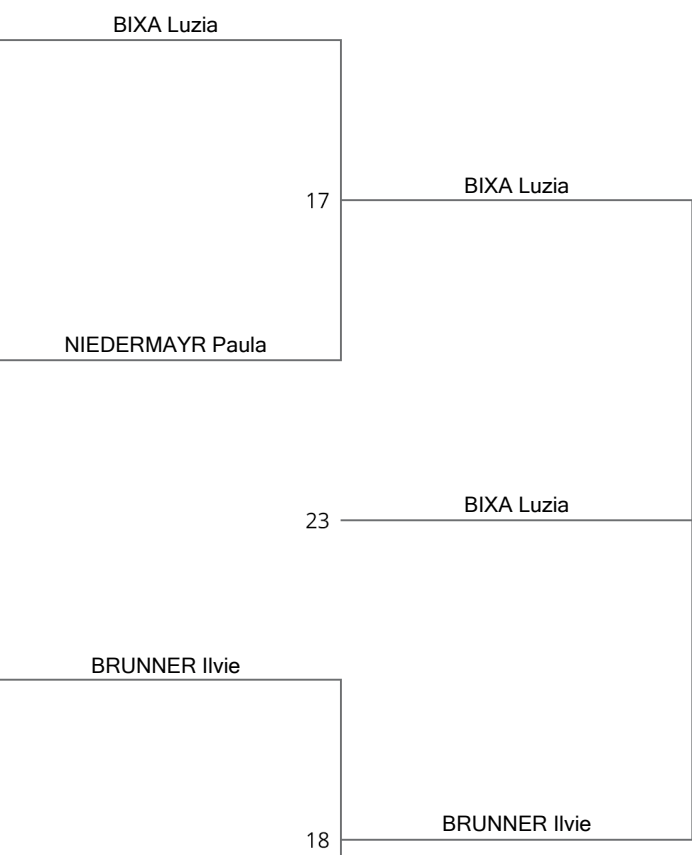 BIXA Luzia
17
BIXA Luzia
NIEDERMAYR Paula
23
BIXA Luzia
BRUNNER Ilvie
18
BRUNNER Ilvie